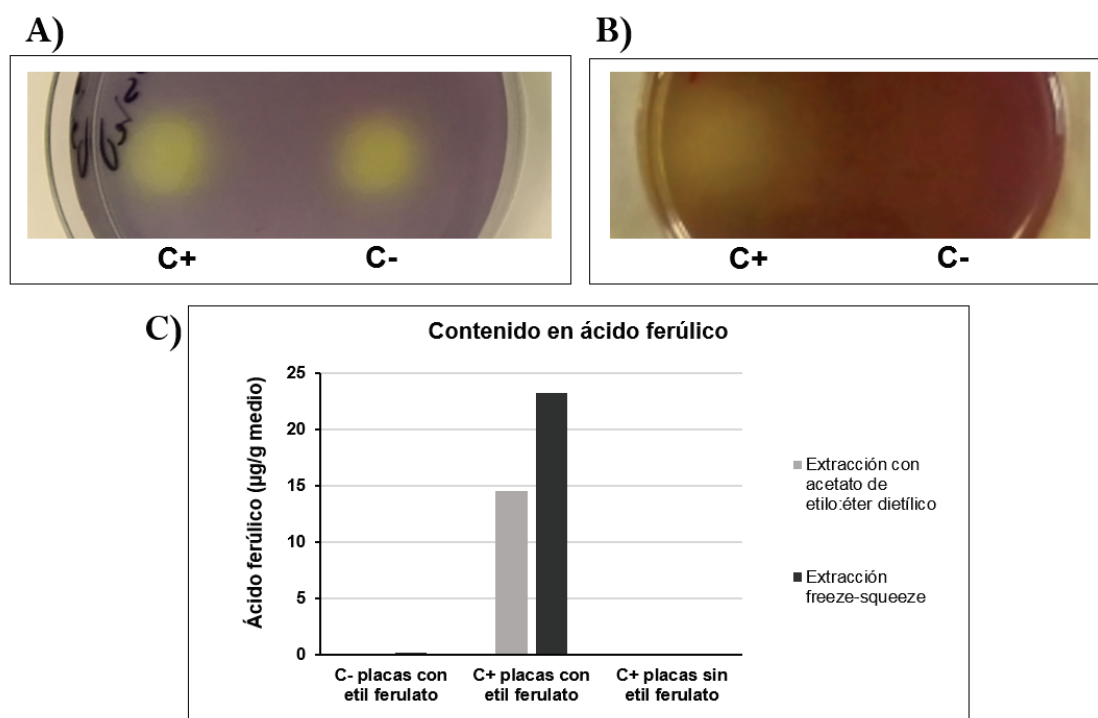 A)
B)
C+
C-
C+
C-
C)
Contenido en ácido ferúlico
Ácido ferúlico (µg/g medio)
25
20
15
10
5
0
C- placas con
etil ferulato
C+ placas con
etil ferulato
C+ placas sin
etil ferulato
Extracción con
acetato de
etilo:éter dietílico
Extracción
freeze-squeeze